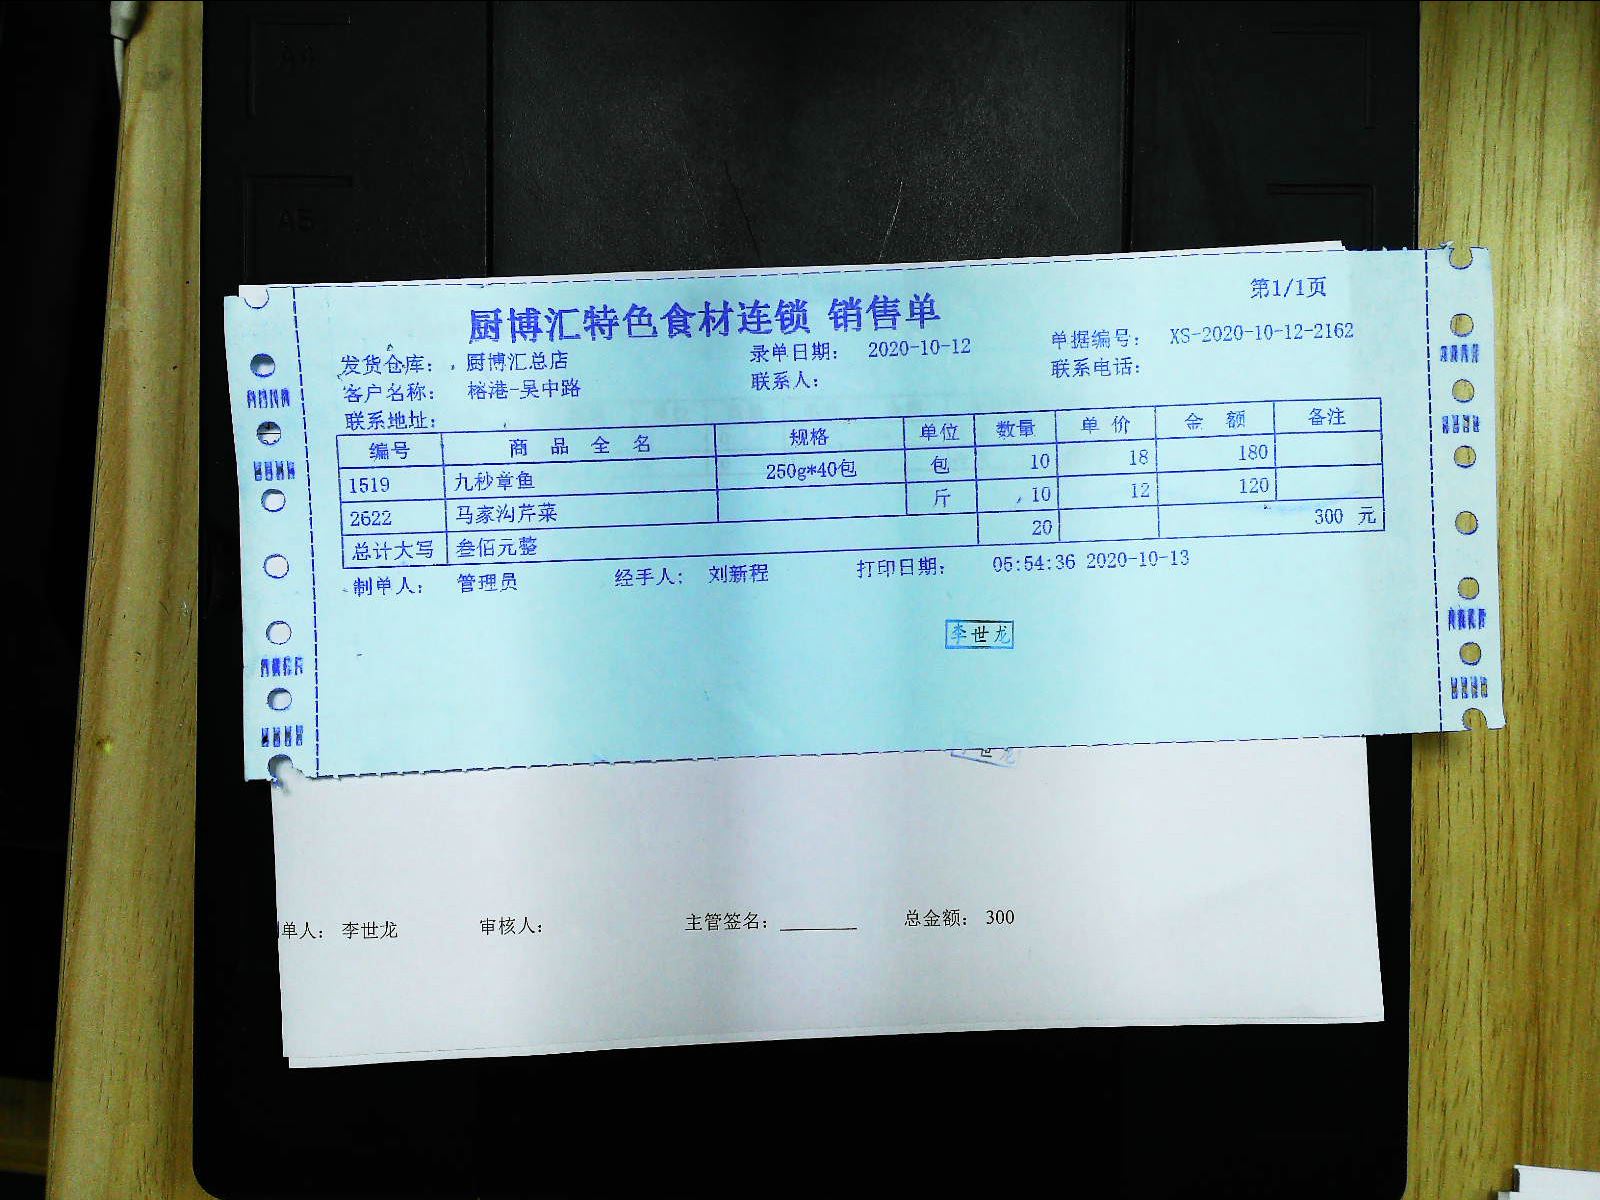 A4
A5
第1/1页
厨博汇特色食材连锁 销售单
发货仓库： 厨博汇总店 录单日期： 2020-10-12 单据编号： XS-2020-10-12-2162
客户名称： 榕港-吴中路 联系人： 联系电话：
联系地址：
编号 商品全名 规格 单位 数量 单价 金额 备注
1519 九秒章鱼 250g*40包 包 10 18 180
2622 马家沟芹菜 斤 10 12 120
总计大写 叁佰元整 20 300 元
制单人： 管理员 经手人： 刘新程 打印日期： 05:54:36 2020-10-13
李世龙
世龙
单人： 李世龙 审核人： 主管签名： 总金额： 300